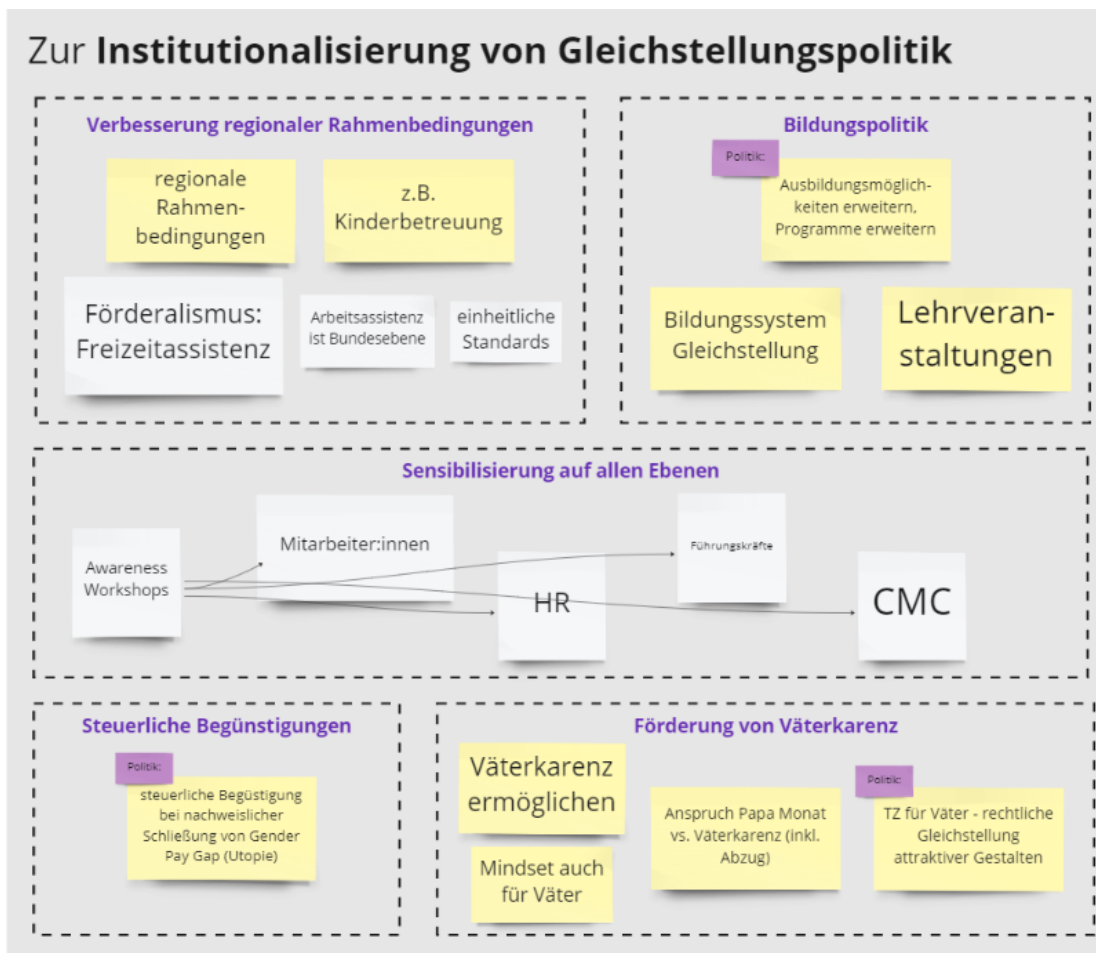 Zur Institutionalisierung von Gleichstellungspolitik
Verbesserung regionaler Rahmenbedingungen
regionale
Rahmen-
bedingungen
z.B.
Kinderbetreuung
Förderalismus:
Freizeitassistenz
Arbeitsassistenz
ist Bundesebene
einheitliche
Standards
Bildungspolitik
Politik:
Ausbildungsmöglich-
keiten erweitern,
Programme erweitern
Bildungssystem
Gleichstellung
Lehrveran-
staltungen
Sensibilisierung auf allen Ebenen
Awareness
Workshops
Mitarbeiter:innen
HR
Führungskräfte
CMC
Steuerliche Begünstigungen
Politik:
steuerliche Begüstigung
bei nachweislicher
Schließung von Gender
Pay Gap (Utopie)
Förderung von Väterkarenz
Väterkarenz
ermöglichen
Mindset auch
für Väter
Anspruch Papa Monat
vs. Väterkarenz (inkl.
Abzug)
Politik:
TZ für Väter - rechtliche
Gleichstellung
attraktiver Gestalten